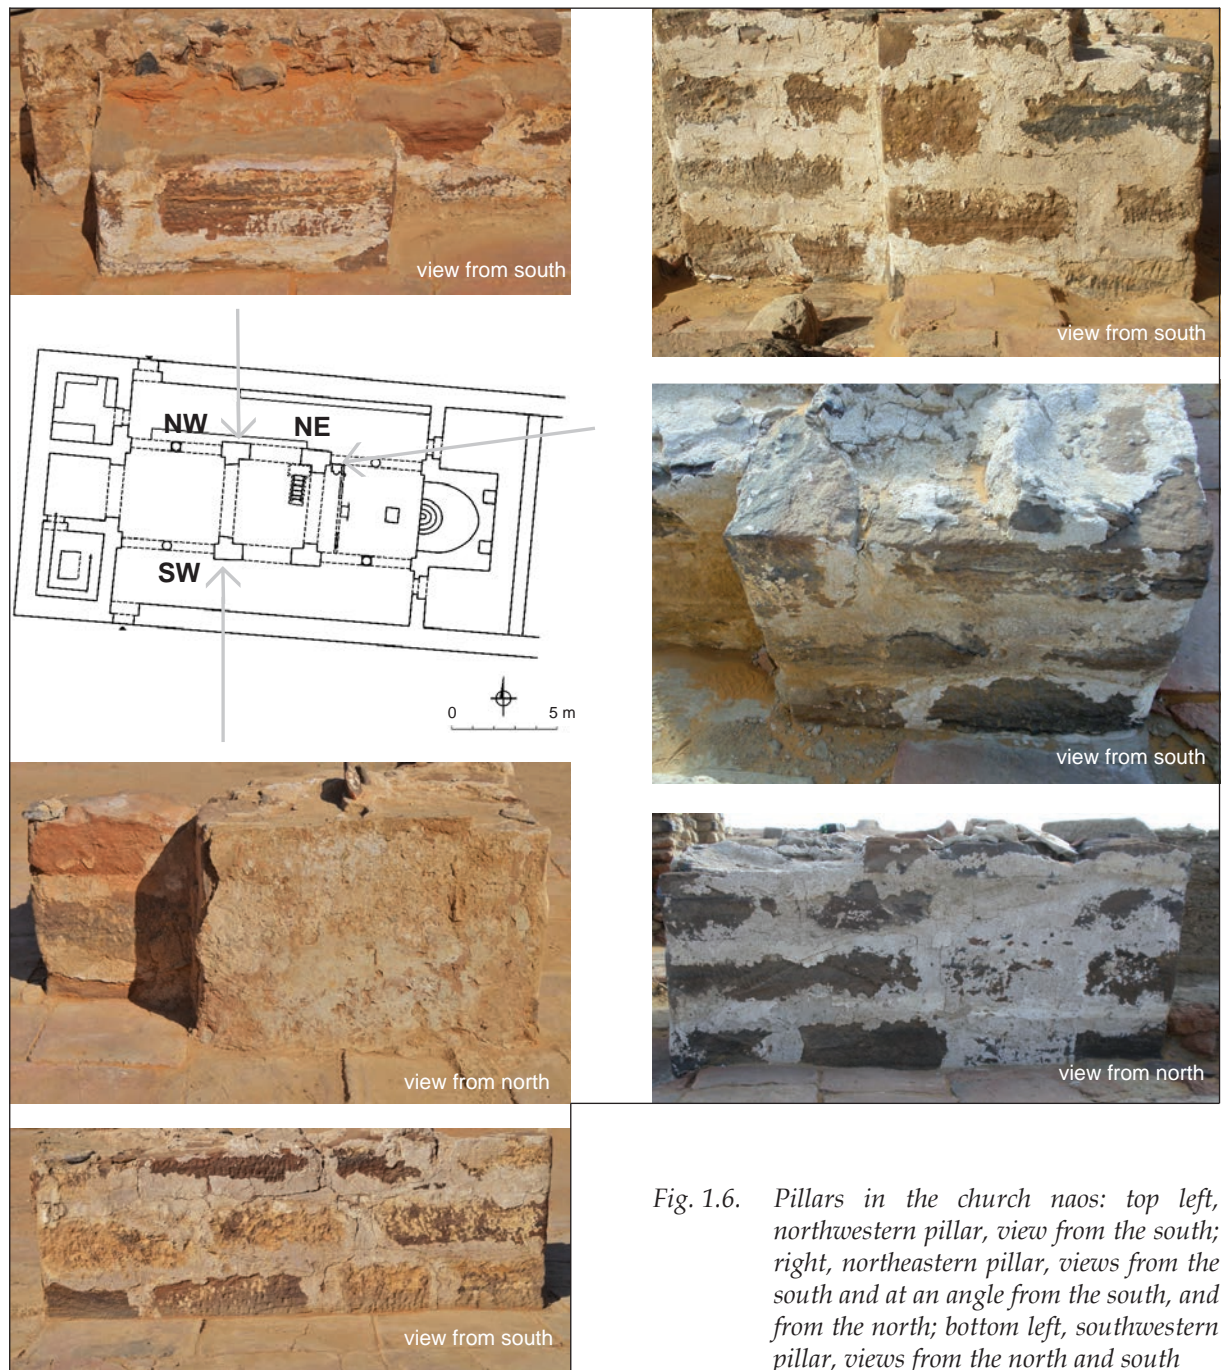 view from south
view from south
NW
NE
SW
0 5 m
view from south
view from north
view from north
view from south
Fig. 1.6. Pillars in the church naos: top left,
northwestern pillar, view from the south;
right, northeastern pillar, views from the
south and at an angle from the south, and
from the north; bottom left, southwestern
pillar, views from the north and south